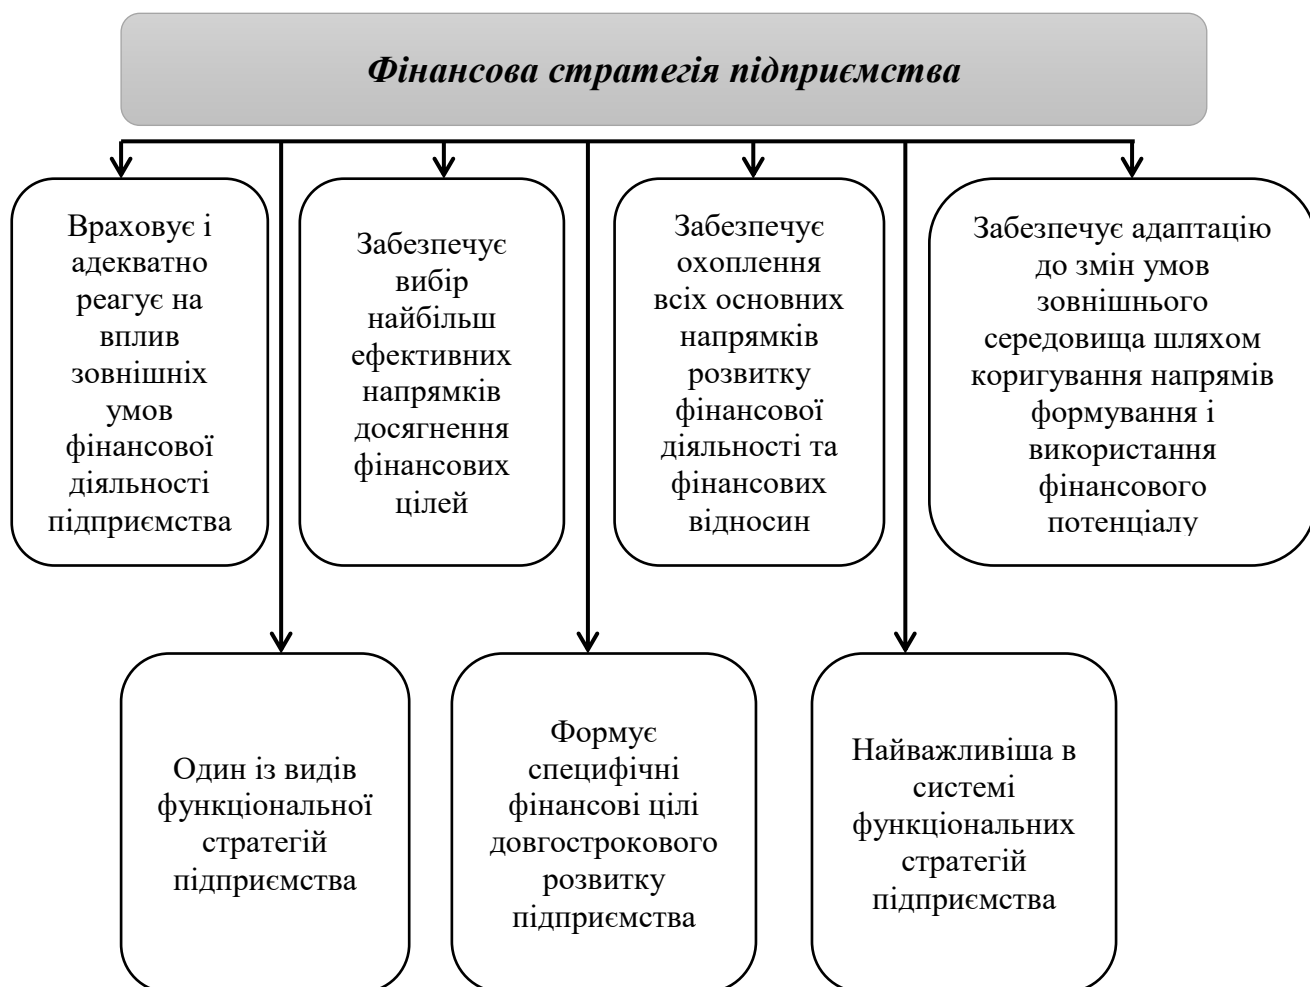 Фінансова стратегія підприємства
Враховує і
адекватно
реагує на
вплив
зовнішніх
умов
фінансової
діяльності
підприємства
Забезпечує
вибір
найбільш
ефективних
напрямків
досягнення
фінансових
цілей
Забезпечує
охоплення
всіх основних
напрямків
розвитку
фінансової
діяльності та
фінансових
відносин
Забезпечує адаптацію
до змін умов
зовнішнього
середовища шляхом
коригування напрямів
формування і
використання
фінансового
потенціалу
Один із видів
функціональної
стратегій
підприємства
Формує
специфічні
фінансові цілі
довгострокового
розвитку
підприємства
Найважливіша в
системі
функціональних
стратегій
підприємства